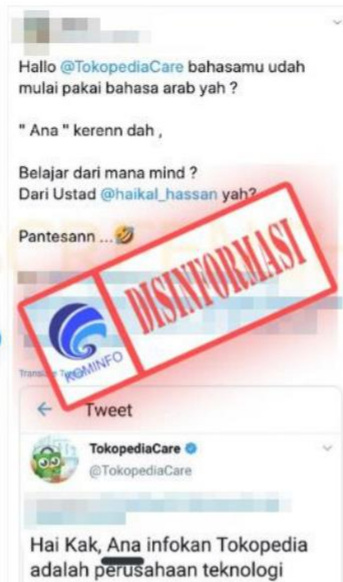 Hallo @TokopediaCare bahasamu udah
mulai pakai bahasa arab yah ?
" Ana " kerenn dah ,
Belajar dari mana mind ?
Dari Ustad @haikal_hassan yah?
Pantesann ...
DISINFORMASI
KOMINFO
Tweet
TokopediaCare
@TokopediaCare
Hai Kak, Ana infokan Tokopedia
adalah perusahaan teknologi